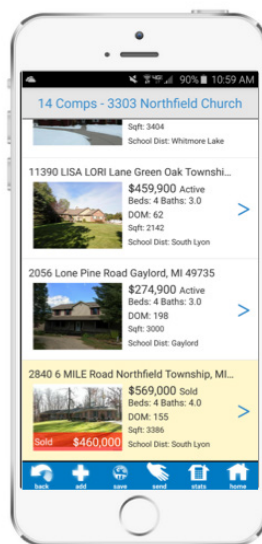 90% 10:59 AM
14 Comps - 3303 Northfield Church
Sqft: 3404
School Dist: Whitmore Lake
11390 LISA LORI Lane Green Oak Townshi...
$459,900 Active
Beds: 4 Baths: 3.0
DOM: 62
Sqft: 2142
School Dist: South Lyon
2056 Lone Pine Road Gaylord, MI 49735
$274,900 Active
Beds: 4 Baths: 3.0
DOM: 198
Sqft: 3000
School Dist: Gaylord
2840 6 MILE Road Northfield Township, MI...
$569,000 Sold
Beds: 4 Baths: 4.0
DOM: 155
Sqft: 3386
Sold $460,000
School Dist: South Lyon
back add save send stats home